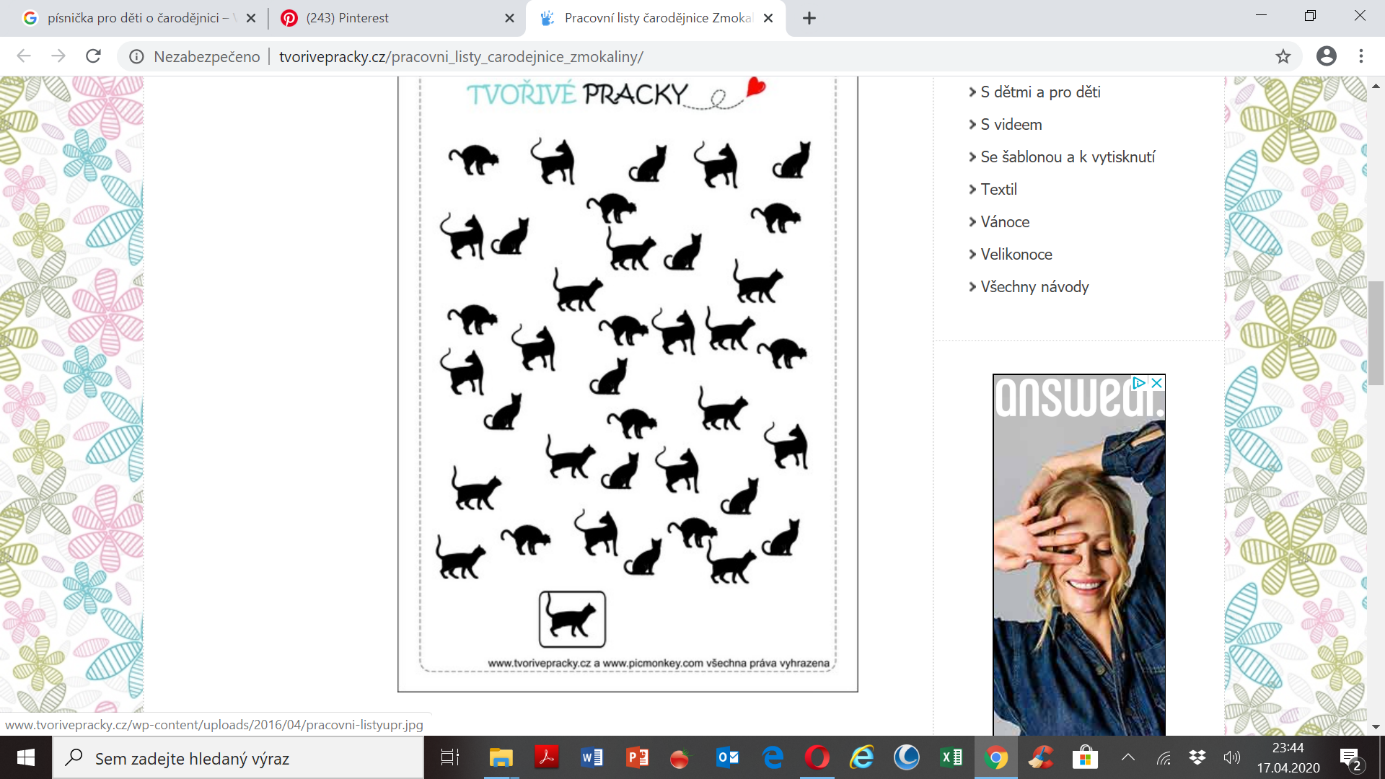 písnička pro děti o čarodějnici –
(243) Pinterest
Pracovní listy čarodějnice Zmokal
Nezabezpečeno
tvorivepracky.cz/pracovni_listy_carodejnice_zmokaliny/
TVOŘIVÉ PRACKY
www.tvorivepracky.cz a www.picmonkey.com všechna práva vyhrazena
S dětmi a pro děti
S videem
Se šablonou a k vytisknutí
Textil
Vánoce
Velikonoce
Všechny návody
answear.
www.tvorivepracky.cz/wp-content/uploads/2016/04/pracovni-listyupr.jpg
Sem zadejte hledaný výraz
23:44
17.04.2020
2